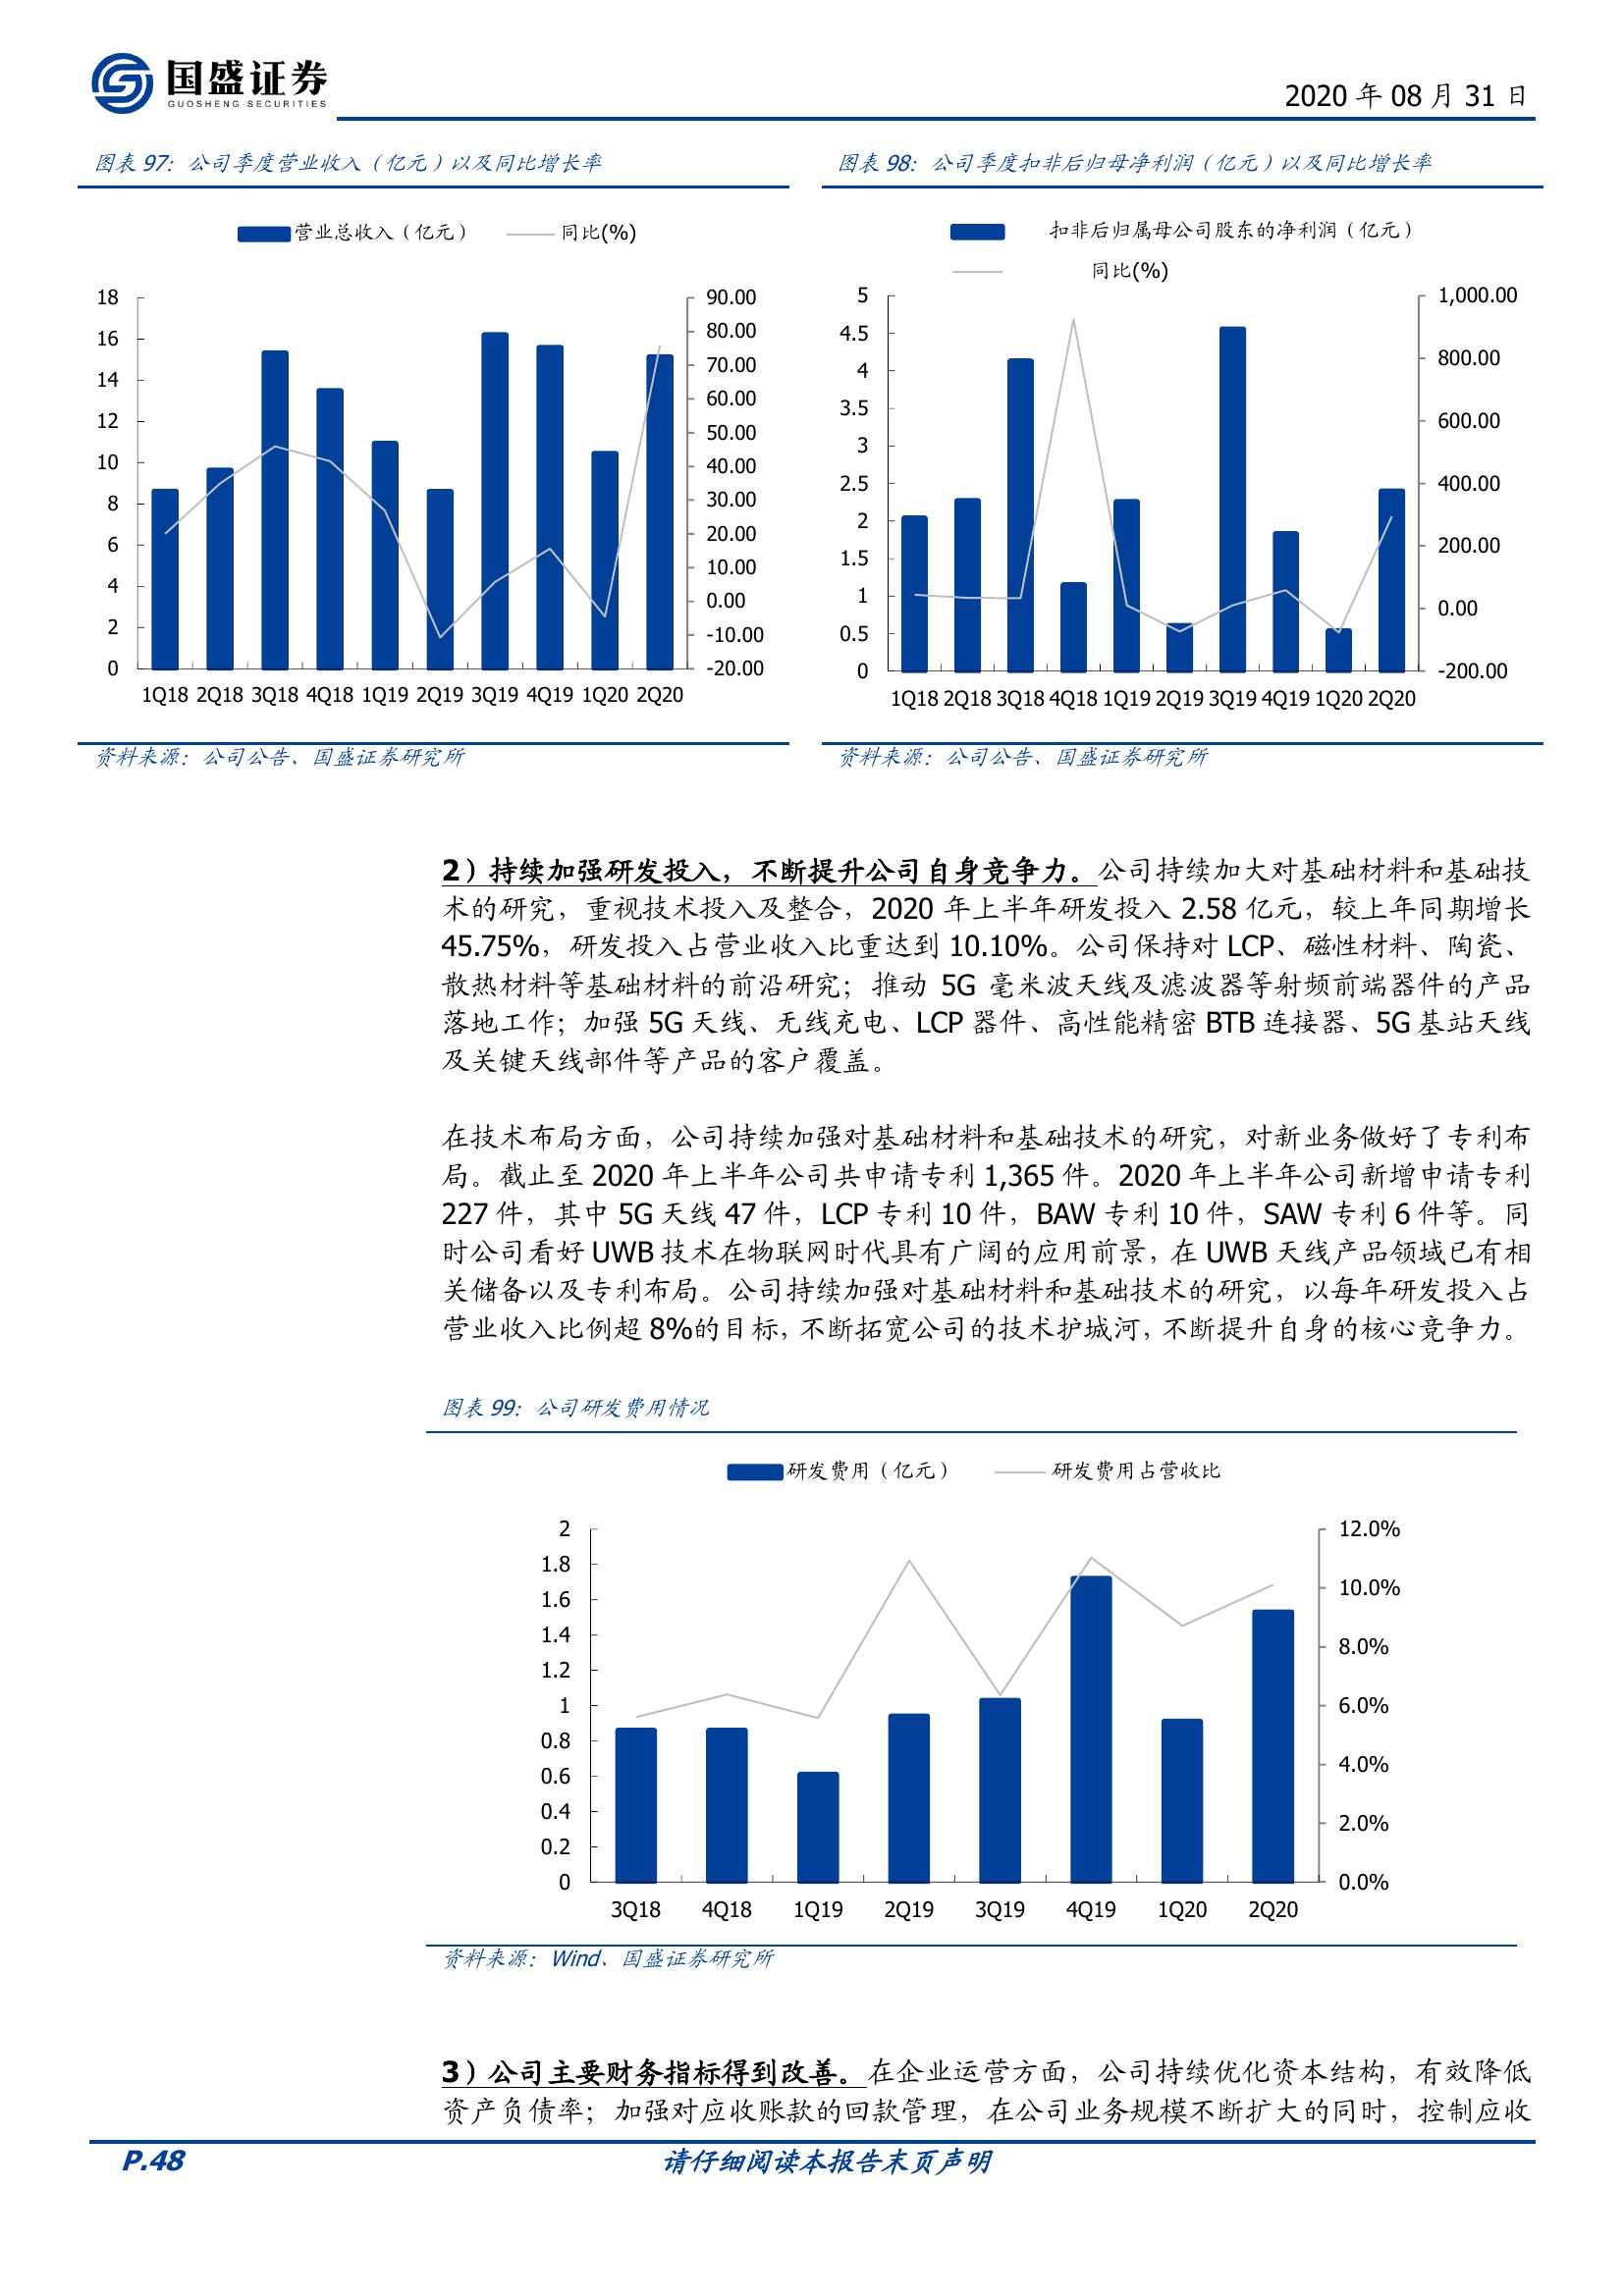 国盛证券
GUOSHENG SECURITIES
2020 年 08 月 31 日
图表 97：公司季度营业收入（亿元）以及同比增长率
营业总收入（亿元） 同比(%)
18
16
14
12
10
8
6
4
2
0
90.00
80.00
70.00
60.00
50.00
40.00
30.00
20.00
10.00
0.00
-10.00
-20.00
1Q18 2Q18 3Q18 4Q18 1Q19 2Q19 3Q19 4Q19 1Q20 2Q20
资料来源：公司公告、国盛证券研究所
图表 98：公司季度扣非后归母净利润（亿元）以及同比增长率
扣非后归属母公司股东的净利润（亿元）
同比(%)
5
4.5
4
3.5
3
2.5
2
1.5
1
0.5
0
1,000.00
800.00
600.00
400.00
200.00
0.00
-200.00
1Q18 2Q18 3Q18 4Q18 1Q19 2Q19 3Q19 4Q19 1Q20 2Q20
资料来源：公司公告、国盛证券研究所
2）持续加强研发投入，不断提升公司自身竞争力。公司持续加大对基础材料和基础技
术的研究，重视技术投入及整合，2020 年上半年研发投入 2.58 亿元，较上年同期增长
45.75%，研发投入占营业收入比重达到 10.10%。公司保持对 LCP、磁性材料、陶瓷、
散热材料等基础材料的前沿研究；推动 5G 毫米波天线及滤波器等射频前端器件的产品
落地工作；加强 5G 天线、无线充电、LCP 器件、高性能精密 BTB 连接器、5G 基站天线
及关键天线部件等产品的客户覆盖。
在技术布局方面，公司持续加强对基础材料和基础技术的研究，对新业务做好了专利布
局。截止至 2020 年上半年公司共申请专利 1,365 件。2020 年上半年公司新增申请专利
227 件，其中 5G 天线 47 件，LCP 专利 10 件，BAW 专利 10 件，SAW 专利 6 件等。同
时公司看好 UWB 技术在物联网时代具有广阔的应用前景，在 UWB 天线产品领域已有相
关储备以及专利布局。公司持续加强对基础材料和基础技术的研究，以每年研发投入占
营业收入比例超 8%的目标，不断拓宽公司的技术护城河，不断提升自身的核心竞争力。
图表 99：公司研发费用情况
研发费用（亿元） 研发费用占营收比
2
1.8
1.6
1.4
1.2
1
0.8
0.6
0.4
0.2
0
12.0%
10.0%
8.0%
6.0%
4.0%
2.0%
0.0%
3Q18 4Q18 1Q19 2Q19 3Q19 4Q19 1Q20 2Q20
资料来源：Wind、国盛证券研究所
3）公司主要财务指标得到改善。在企业运营方面，公司持续优化资本结构，有效降低
资产负债率；加强对应收账款的回款管理，在公司业务规模不断扩大的同时，控制应收
P.48
请仔细阅读本报告末页声明